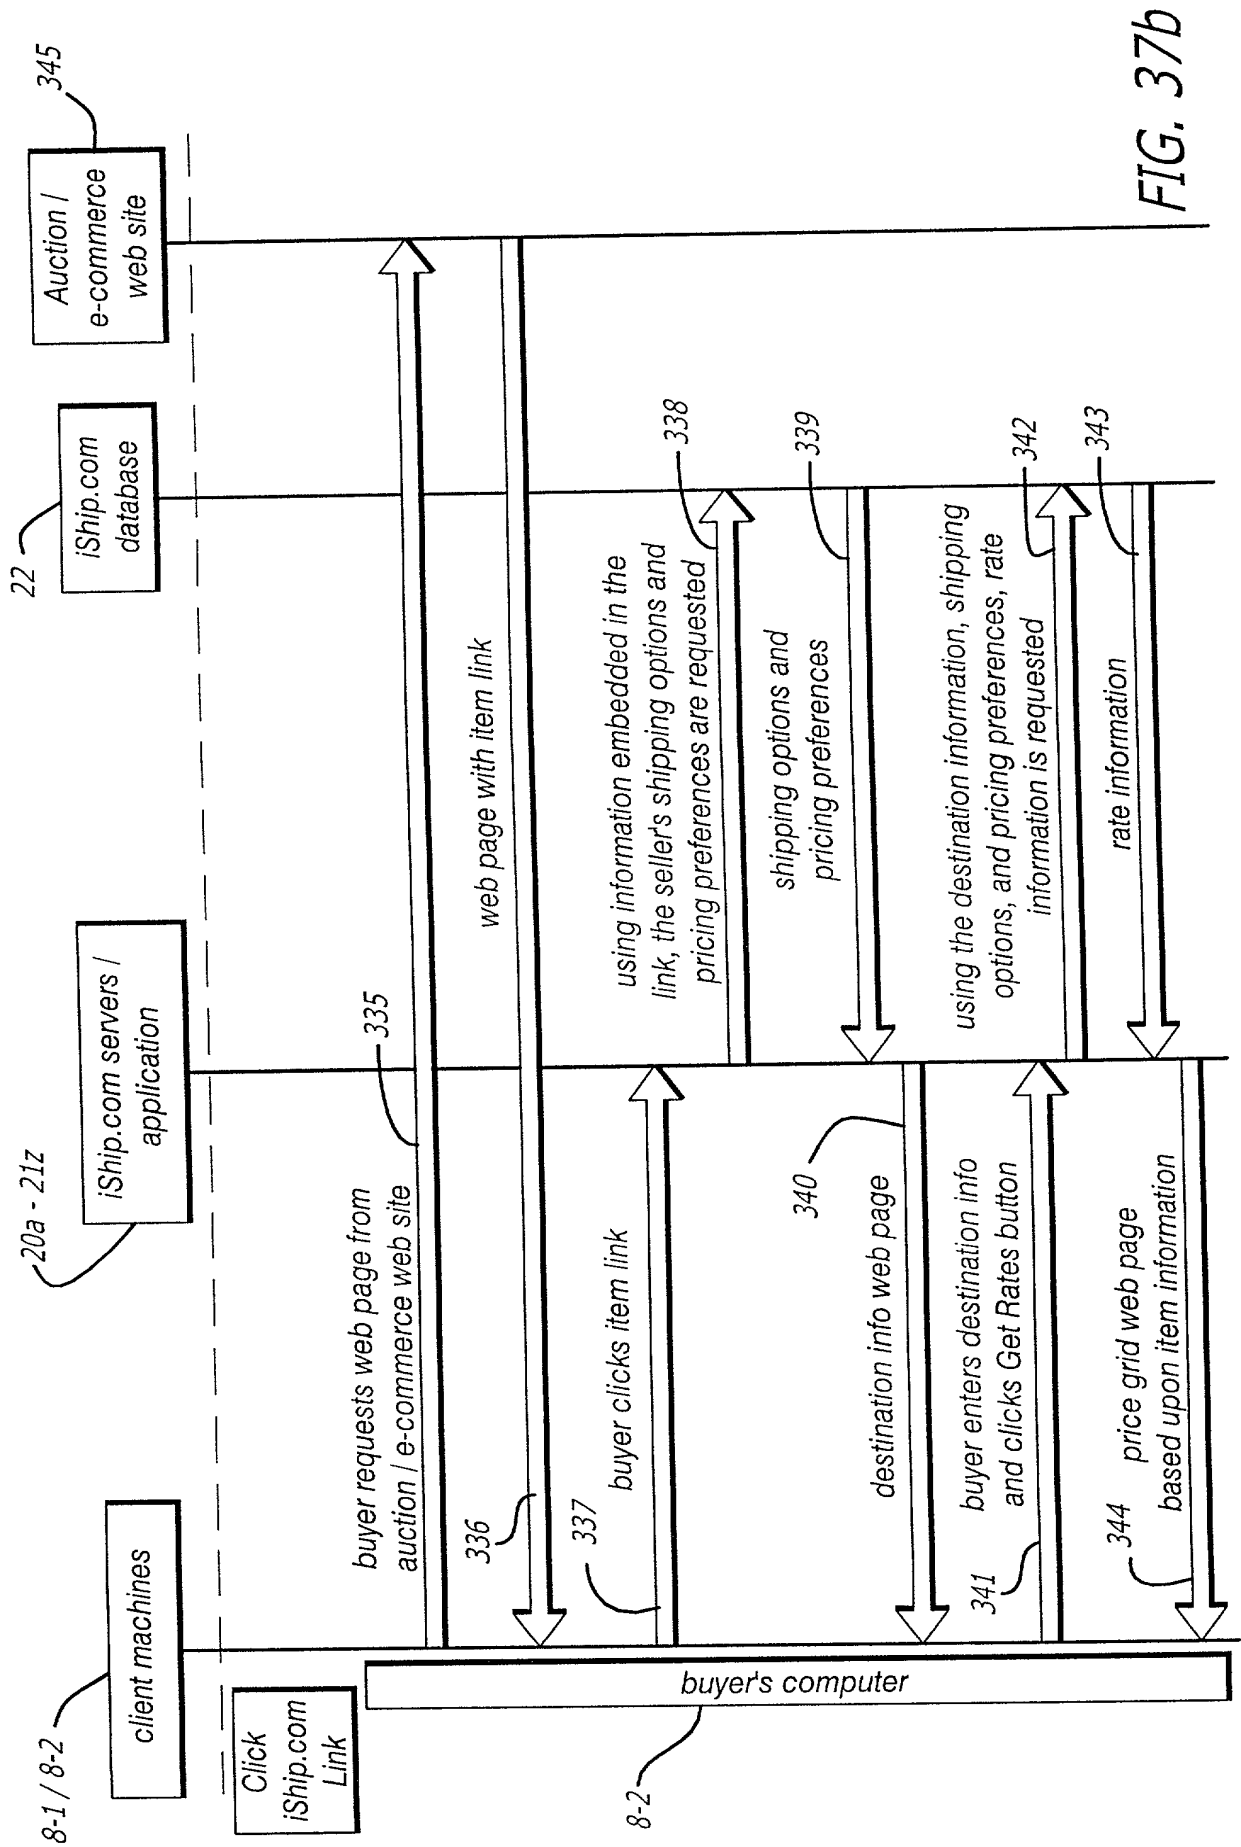 8-1 / 8-2
client machines
20a - 21z
iShip.com servers /
application
22
iShip.com
database
345
Auction /
e-commerce
web site
Click
iShip.com
Link
buyer's computer
8-2
buyer requests web page from
auction / e-commerce web site
335
web page with item link
336
buyer clicks item link
337
using information embedded in the
link, the seller's shipping options and
pricing preferences are requested
338
shipping options and
pricing preferences
339
destination info web page
340
buyer enters destination info
and clicks Get Rates button
341
using the destination information, shipping
options, and pricing preferences, rate
information is requested
342
rate information
343
price grid web page
based upon item information
344
FIG. 37b